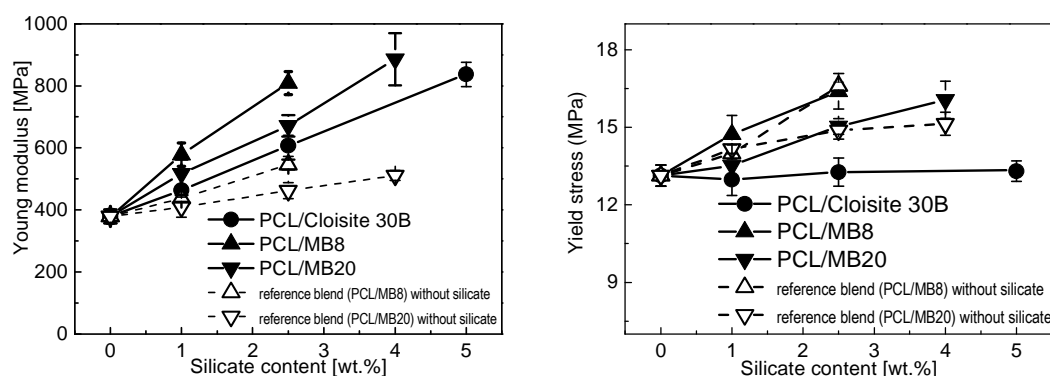 1000
800
600
400
200
0
Young modulus [MPa]
PCL/Cloisite 30B
PCL/MB8
PCL/MB20
reference blend (PCL/MB8) without silicate
reference blend (PCL/MB20) without silicate
0 1 2 3 4 5
Silicate content [wt.%]
18
15
12
9
Yield stress (MPa)
PCL/Cloisite 30B
PCL/MB8
PCL/MB20
reference blend (PCL/MB8) without silicate
reference blend (PCL/MB20) without silicate
0 1 2 3 4 5
Silicate content [wt.%]